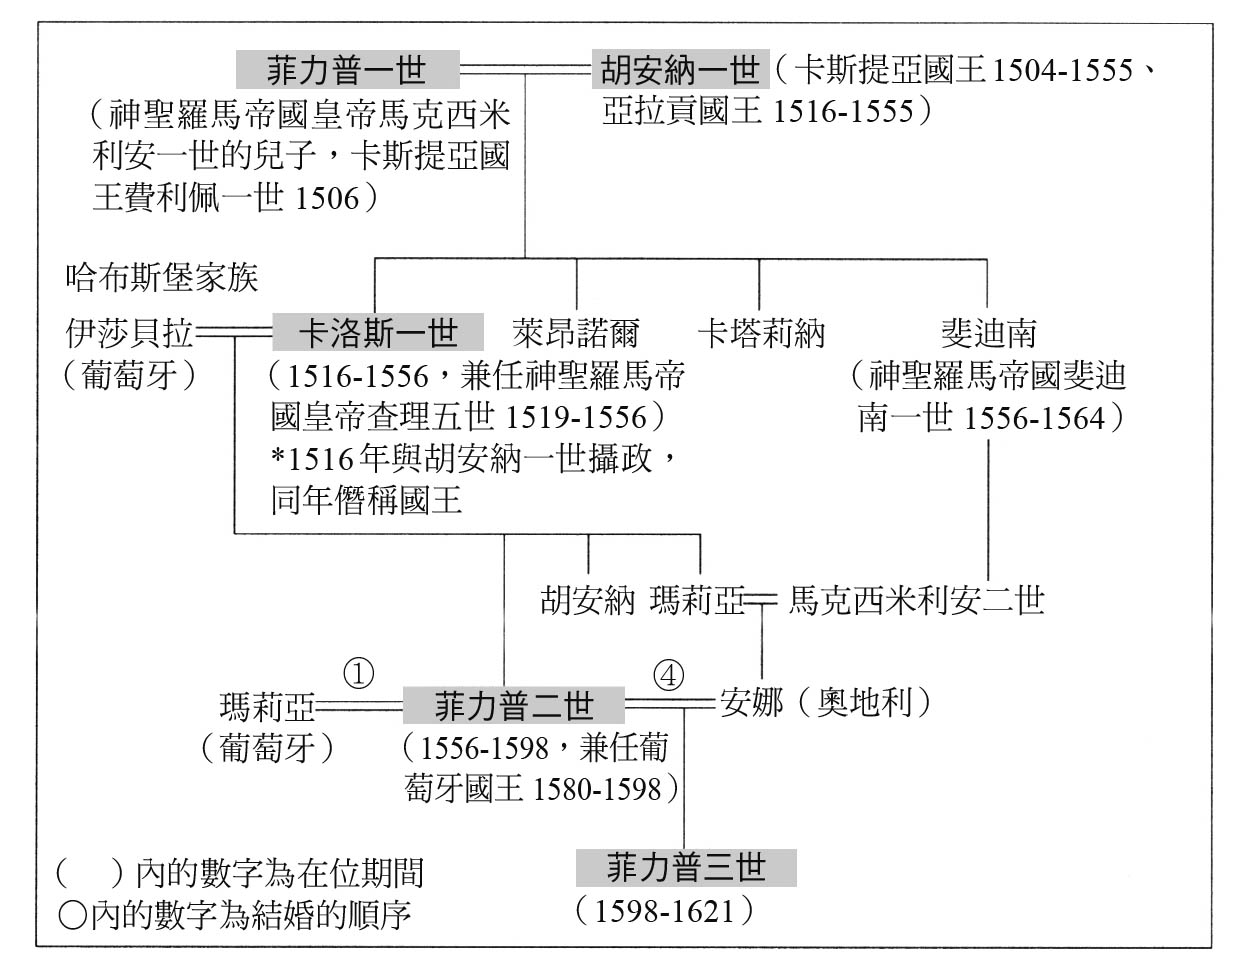 菲力普一世
胡安納一世（卡斯提亞國王1504-1555、
亞拉貢國王 1516-1555）
（神聖羅馬帝國皇帝馬克西米
利安一世的兒子，卡斯提亞國
王費利佩一世 1506）
哈布斯堡家族
伊莎貝拉
（葡萄牙）
卡洛斯一世
（1516-1556，兼任神聖羅馬帝
國皇帝查理五世 1519-1556）
*1516年與胡安納一世攝政，
同年僭稱國王
萊昂諾爾
卡塔莉納
斐迪南
（神聖羅馬帝國斐迪
南一世 1556-1564）
胡安納
瑪莉亞
馬克西米利安二世
①
④
瑪莉亞
（葡萄牙）
菲力普二世
（1556-1598，兼任葡
萄牙國王 1580-1598）
安娜（奧地利）
菲力普三世
（1598-1621）
（　）內的數字為在位期間
○內的數字為結婚的順序